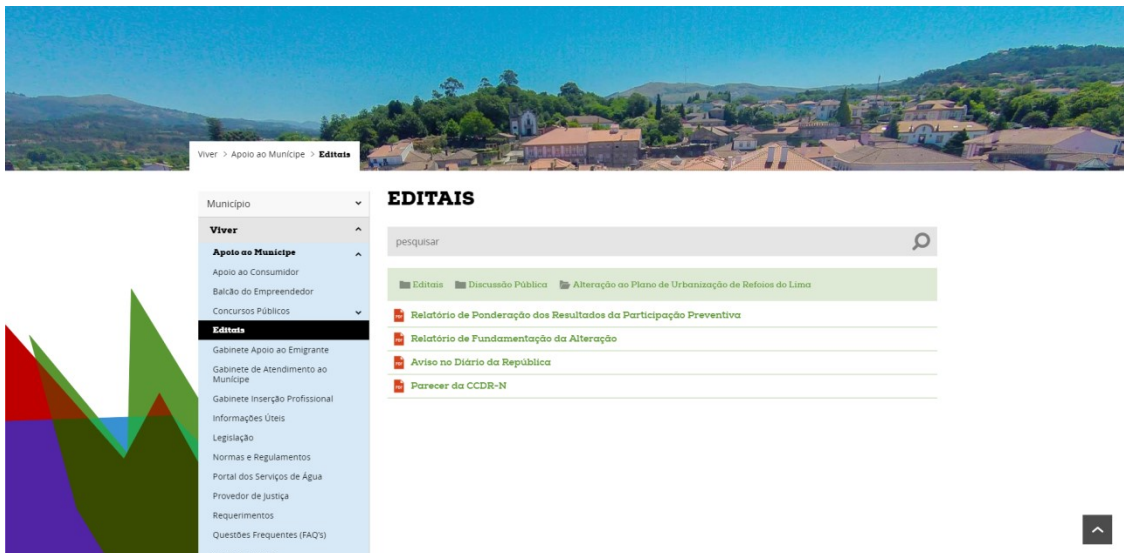 Viver > Apoio ao Munícipe > Editais
Município
Viver
Apoio ao Munícipe
Apoio ao Consumidor
Balcão do Empreendedor
Concursos Públicos
Editais
Gabinete Apoio ao Emigrante
Gabinete de Atendimento ao
Munícipe
Gabinete Inserção Profissional
Informações Úteis
Legislação
Normas e Regulamentos
Portal dos Serviços de Água
Provedor de Justiça
Requerimentos
Questões Frequentes (FAQ's)
EDITAIS
pesquisar
Editais Discussão Pública Alteração ao Plano de Urbanização de Refoios do Lima
Relatório de Ponderação dos Resultados da Participação Preventiva
Relatório de Fundamentação da Alteração
Aviso no Diário da República
Parecer da CCDR-N